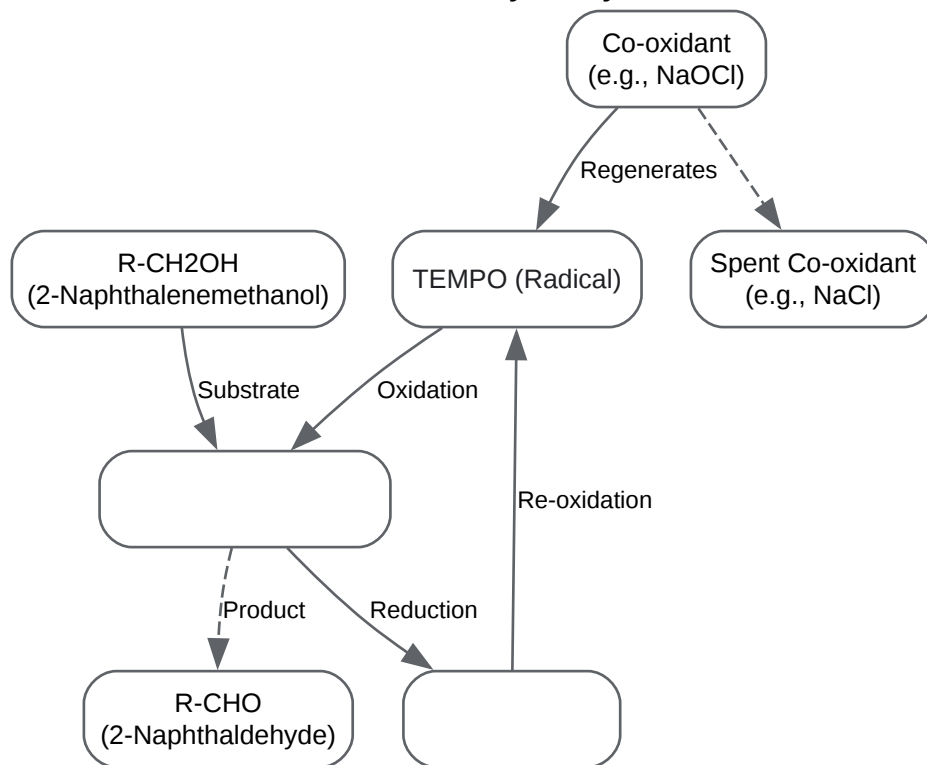 Co-oxidant
(e.g., NaOCl)
Regenerates
R-CH2OH
(2-Naphthalenemethanol)
TEMPO (Radical)
Spent Co-oxidant
(e.g., NaCl)
Substrate
Oxidation
Re-oxidation
Product
Reduction
R-CHO
(2-Naphthaldehyde)